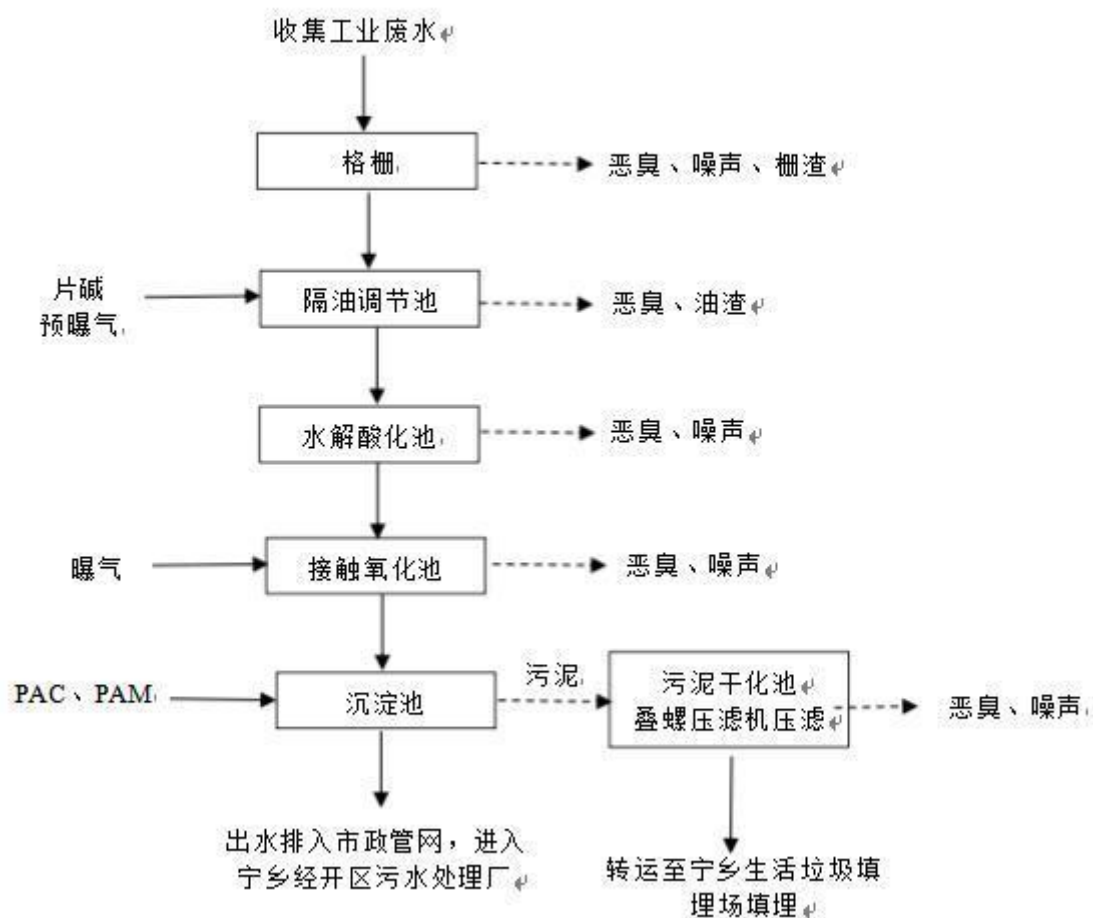 收集工业废水
格栅
恶臭、噪声、栅渣
片碱
预曝气
隔油调节池
恶臭、油渣
水解酸化池
恶臭、噪声
曝气
接触氧化池
恶臭、噪声
PAC、PAM
沉淀池
污泥
污泥干化池
叠螺压滤机压滤
恶臭、噪声
出水排入市政管网，进入
宁乡经开区污水处理厂
转运至宁乡生活垃圾填
埋场填埋